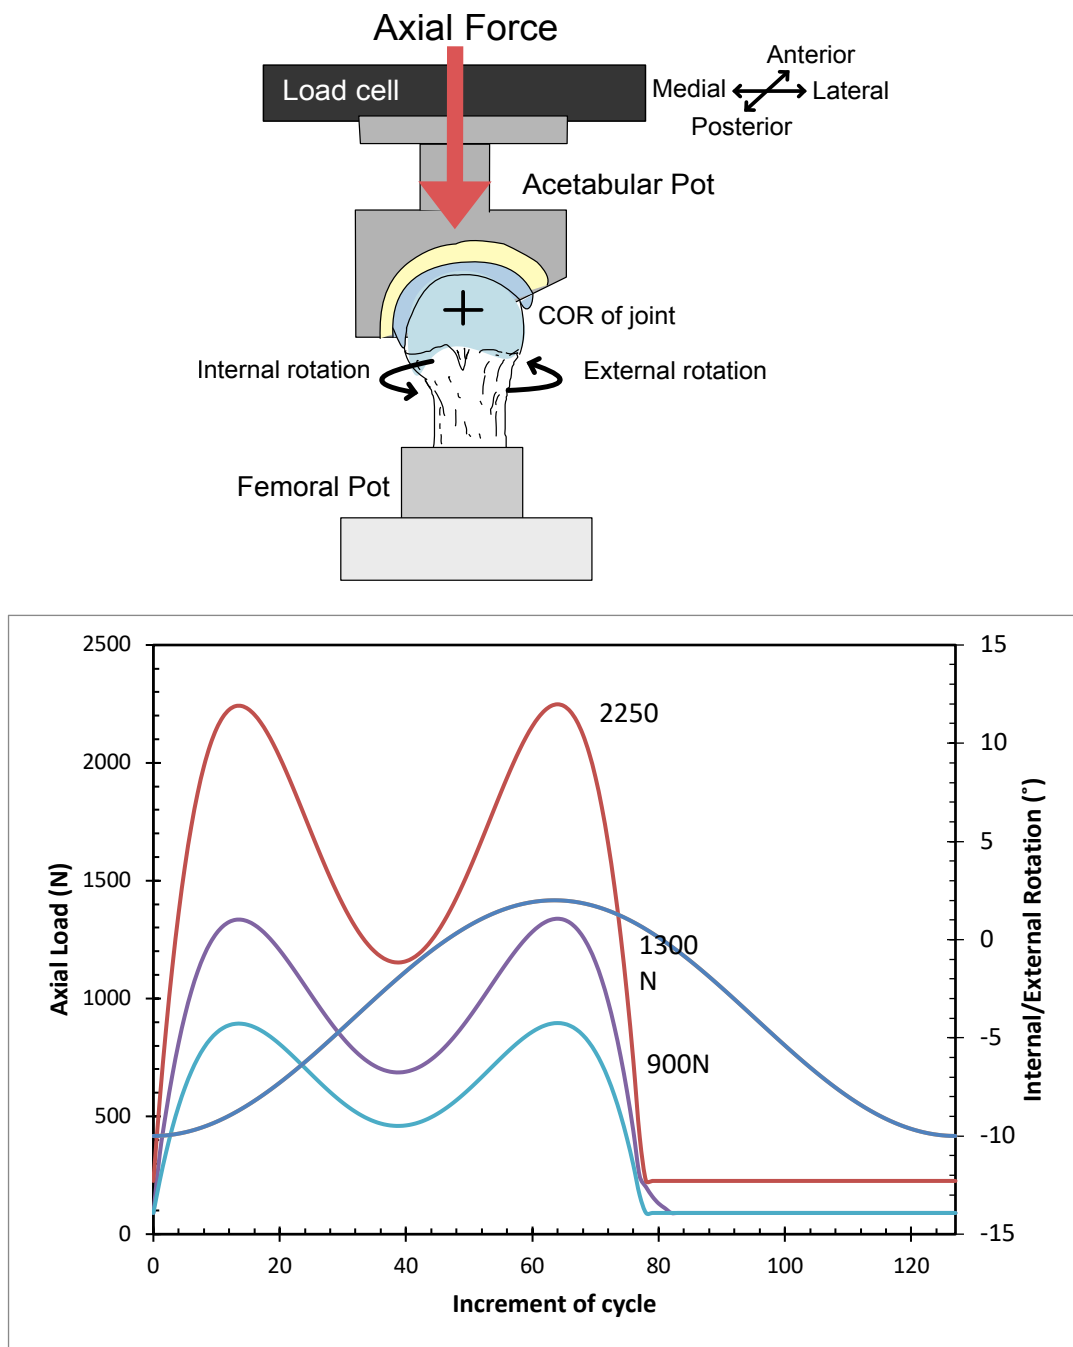 Axial Force
Load cell
Anterior
Medial
Lateral
Posterior
Acetabular Pot
COR of joint
Internal rotation
External rotation
Femoral Pot
2500
2000
1500
1000
500
0
Axial Load (N)
2250
1300
N
900N
15
10
5
0
-5
-10
-15
Internal/External Rotation (˚)
0
20
40
60
80
100
120
Increment of cycle